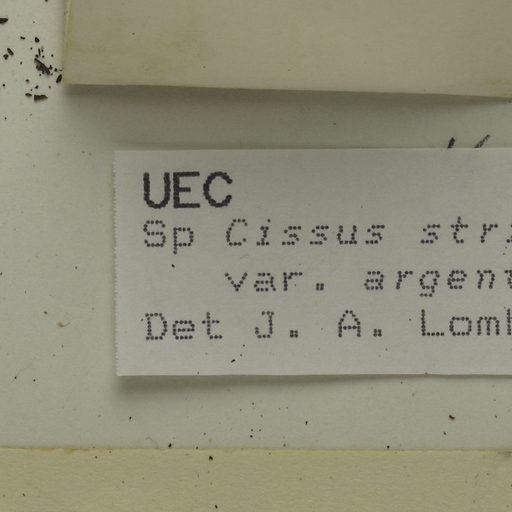 UEC
Sp Cissus str
var. argen
Det J. A. Lom